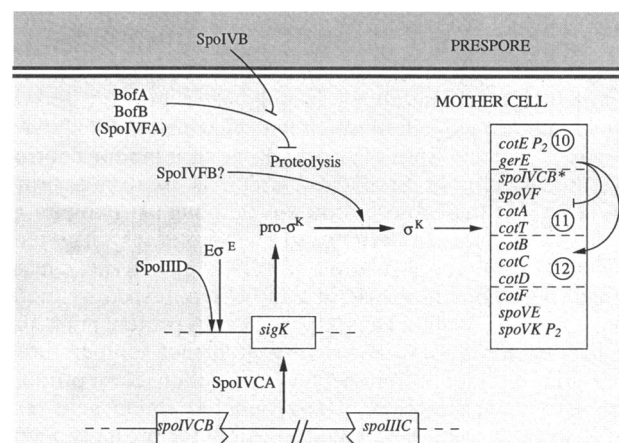 SpoIVB
PRESPORE
BofA
BofB
(SpoIVFA)
MOTHER CELL
Proteolysis
SpoIVFB?
pro-σᴷ
σᴷ
cotE P₂ 10
gerE
spoIVCB*
spoVF
cotA
cotT 11
cotB
cotC
cotD 12
cotF
spoVE
spoVK P₂
Eσᴱ
SpoIIID
sigK
SpoIVCA
spoIVCB
spoIIIC